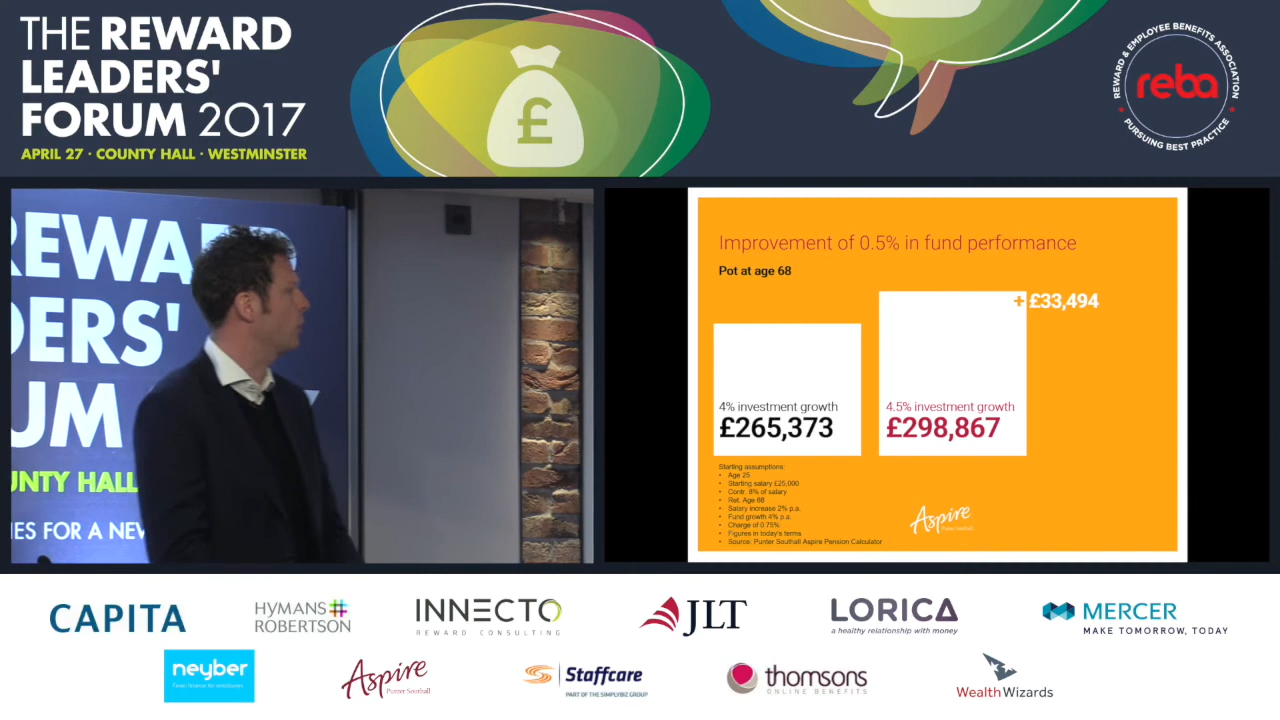 THE REWARD
LEADERS'
FORUM 2017
APRIL 27 · COUNTY HALL · WESTMINSTER
£
REWARD & EMPLOYEE BENEFITS ASSOCIATION
reba
PURSUING BEST PRACTICE
REWA
DERS'
UM
UNTY HALL
IES FOR A NEW
Improvement of 0.5% in fund performance
Pot at age 68
+ £33,494
4% investment growth
£265,373
4.5% investment growth
£298,867
Starting assumptions:
• Age 25
• Starting salary £25,000
• Contr. 8% of salary
• Ret. Age 68
• Salary increase 2% p.a.
• Fund growth 4% p.a.
• Charge of 0.75%
• Figures in today's terms
• Source: Punter Southall Aspire Pension Calculator
Aspire
Punter Southall
CAPITA
HYMANS
ROBERTSON
INNECTO
REWARD CONSULTING
JLT
LORICA
a healthy relationship with money
MERCER
MAKE TOMORROW, TODAY
neyber
Aspire
Punter Southall
Staffcare
PART OF THE SIMPLYBIZ GROUP
thomsons
ONLINE BENEFITS
WealthWizards